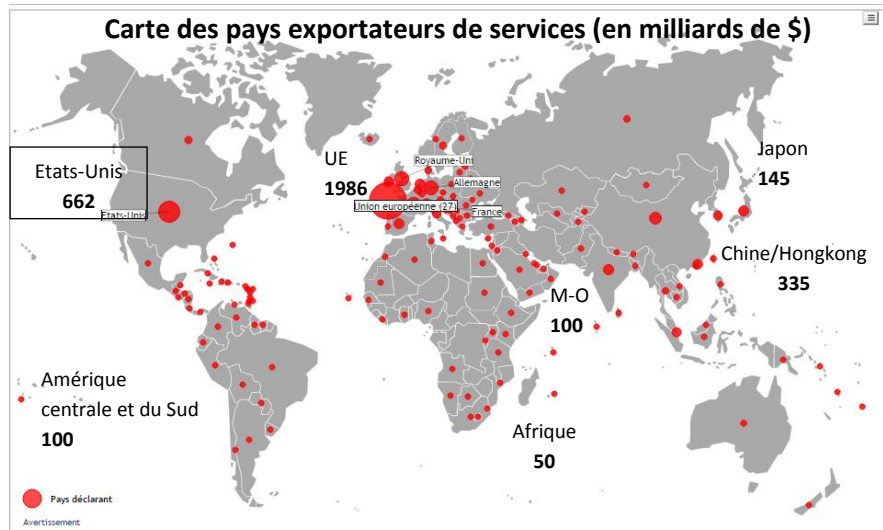 Carte des pays exportateurs de services (en milliards de $)
Etats-Unis
662
Etats-Unis
UE
1986
Royaume-Uni
Allemagne
Union européenne (27)
France
Japon
145
Chine/Hongkong
335
M-O
100
Amérique
centrale et du Sud
100
Afrique
50
Pays déclarant
Avertissement